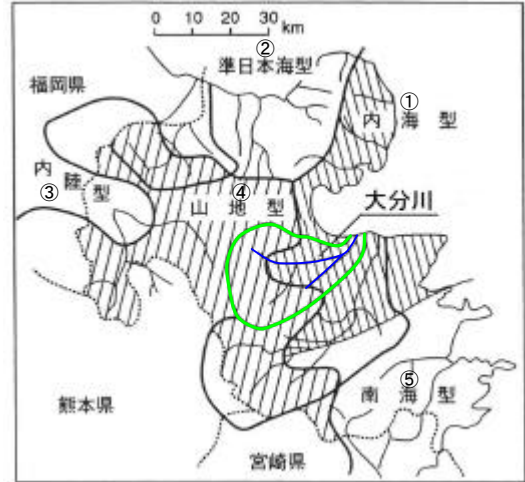 0 10 20 30 km
②
準日本海型
福岡県
①
内海型
内陸型
③
④
山地型
大分川
⑤
南海型
熊本県
宮崎県